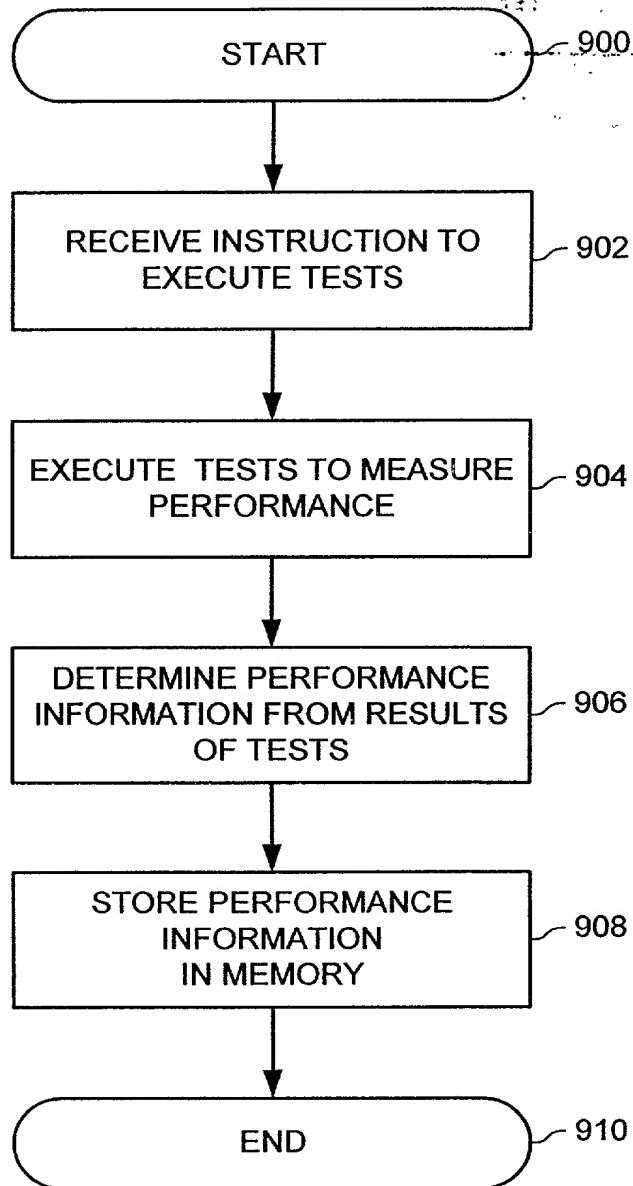 START
900
RECEIVE INSTRUCTION TO
EXECUTE TESTS
902
EXECUTE TESTS TO MEASURE
PERFORMANCE
904
DETERMINE PERFORMANCE
INFORMATION FROM RESULTS
OF TESTS
906
STORE PERFORMANCE
INFORMATION
IN MEMORY
908
END
910